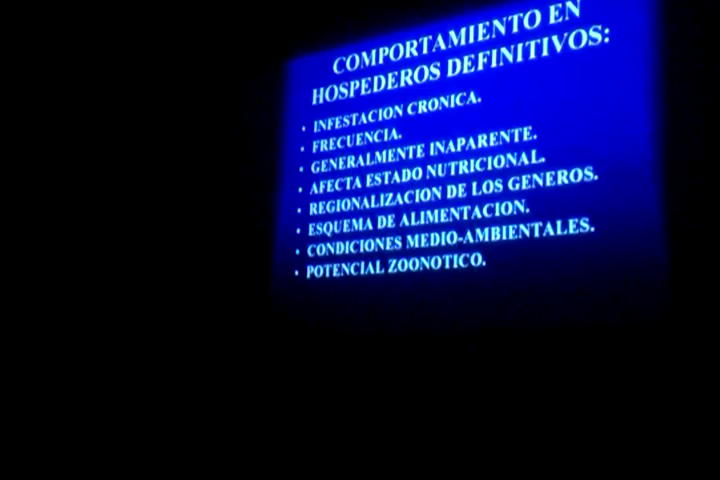 COMPORTAMIENTO EN
HOSPEDEROS DEFINITIVOS:
• INFESTACION CRONICA.
• FRECUENCIA.
• GENERALMENTE INAPARENTE.
• AFECTA ESTADO NUTRICIONAL.
• REGIONALIZACION DE LOS GENEROS.
• ESQUEMA DE ALIMENTACION.
• CONDICIONES MEDIO-AMBIENTALES.
• POTENCIAL ZOONOTICO.